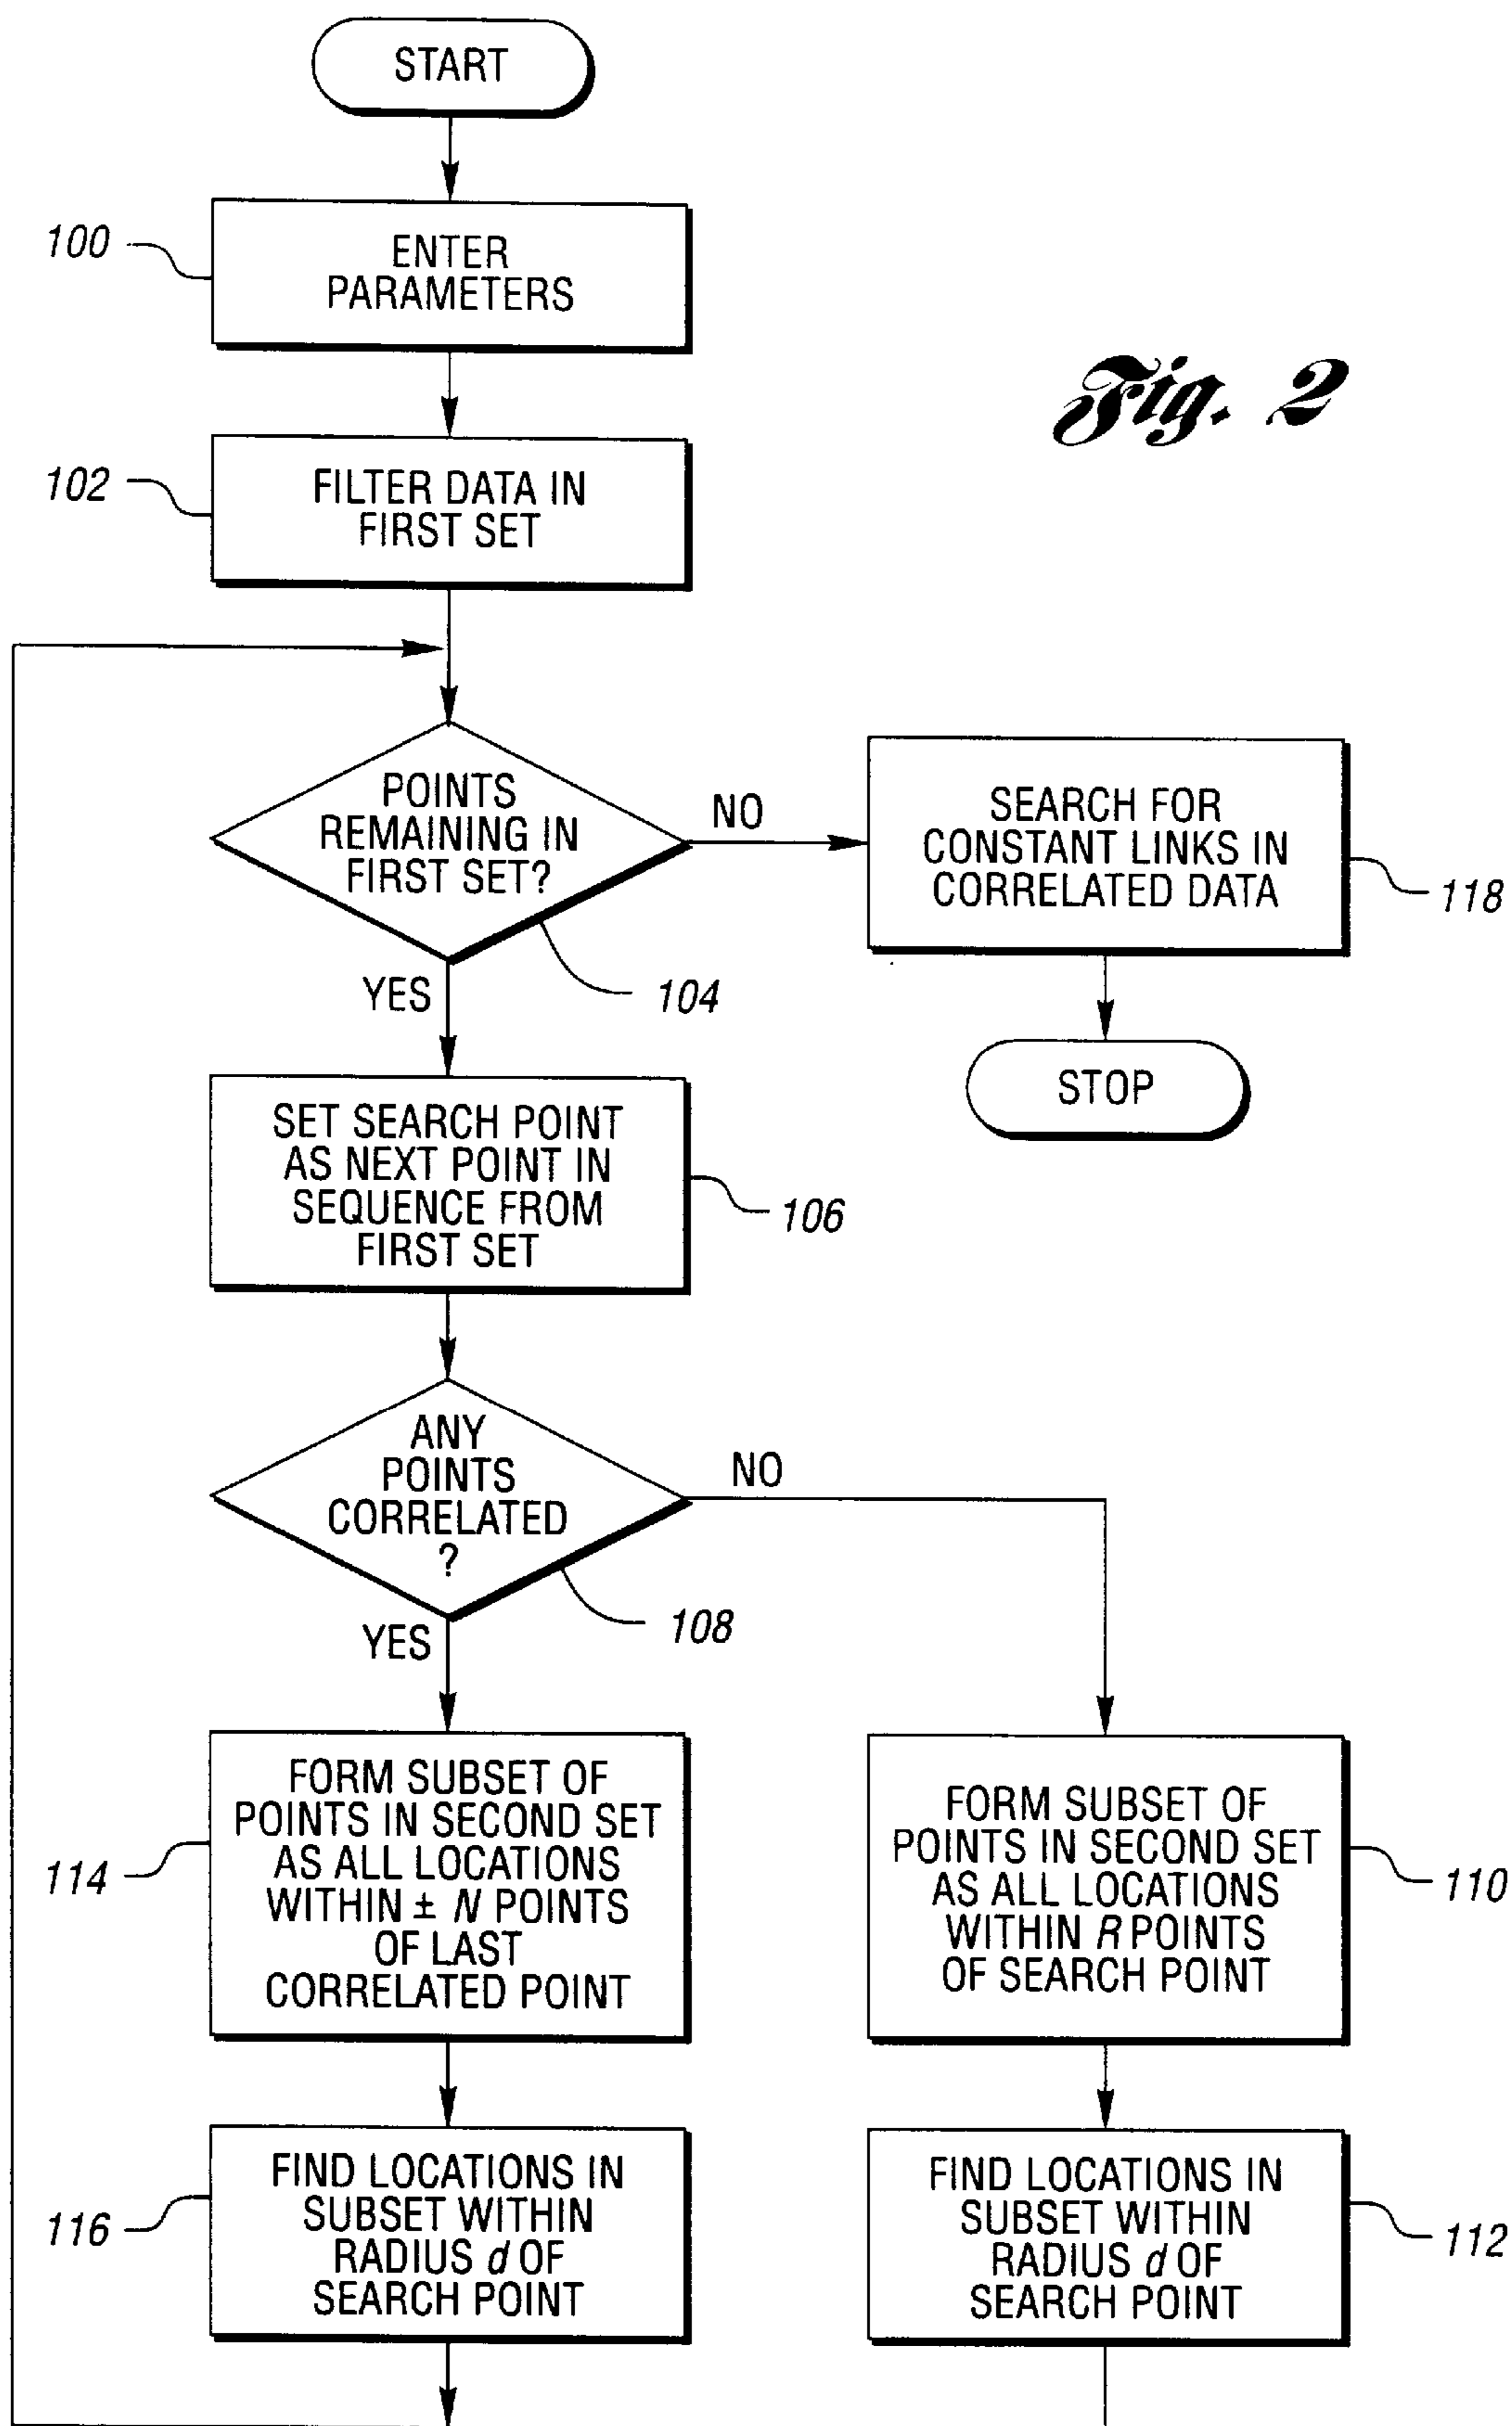 START
100
ENTER
PARAMETERS
Fig. 2
102
FILTER DATA IN
FIRST SET
POINTS
REMAINING IN
FIRST SET?
NO
SEARCH FOR
CONSTANT LINKS IN
CORRELATED DATA
118
YES
104
STOP
SET SEARCH POINT
AS NEXT POINT IN
SEQUENCE FROM
FIRST SET
106
ANY
POINTS
CORRELATED
?
NO
YES
108
114
FORM SUBSET OF
POINTS IN SECOND SET
AS ALL LOCATIONS
WITHIN ± N POINTS
OF LAST
CORRELATED POINT
FORM SUBSET OF
POINTS IN SECOND SET
AS ALL LOCATIONS
WITHIN R POINTS
OF SEARCH POINT
110
116
FIND LOCATIONS IN
SUBSET WITHIN
RADIUS d OF
SEARCH POINT
FIND LOCATIONS IN
SUBSET WITHIN
RADIUS d OF
SEARCH POINT
112